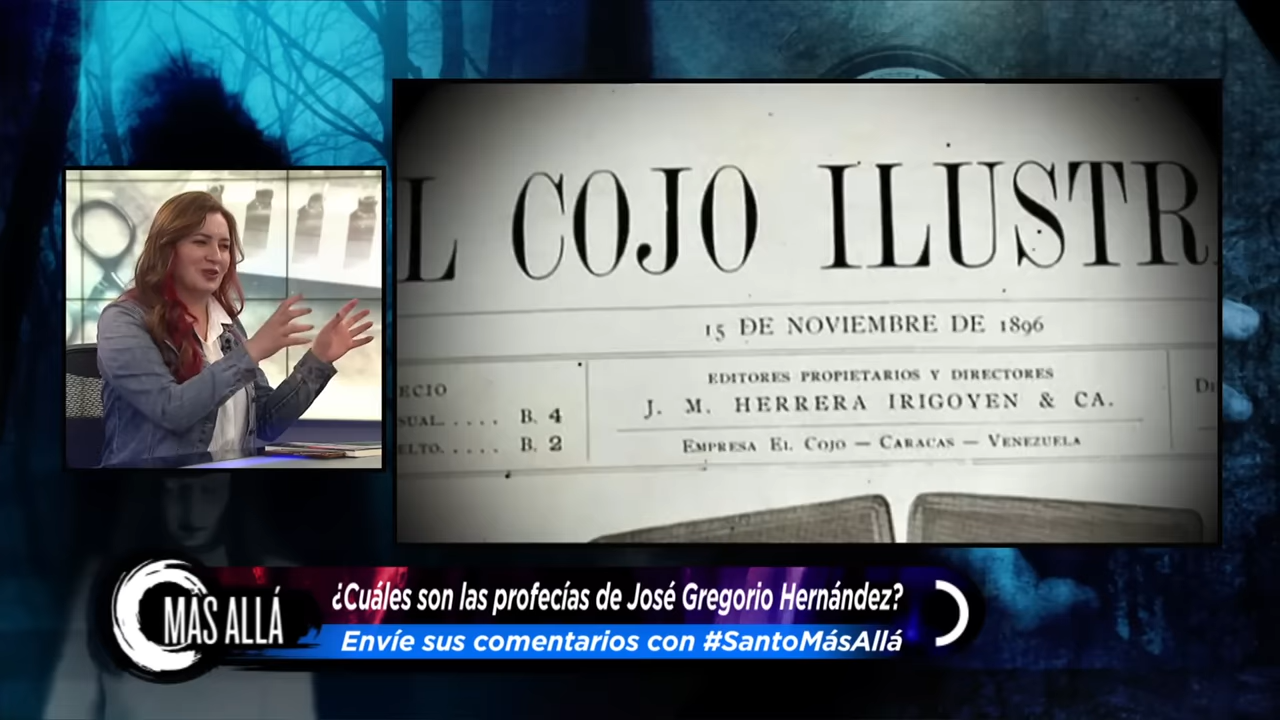 L COJO ILUSTR
15 DE NOVIEMBRE DE 1896
ECIO
SUAL..... B. 4
ELTO..... B. 2
EDITORES PROPIETARIOS Y DIRECTORES
J. M. HERRERA IRIGOYEN & CA.
EMPRESA EL COJO — CARACAS — VENEZUELA
DI
MÁS ALLÁ
¿Cuáles son las profecías de José Gregorio Hernández?
Envíe sus comentarios con #SantoMásAllá